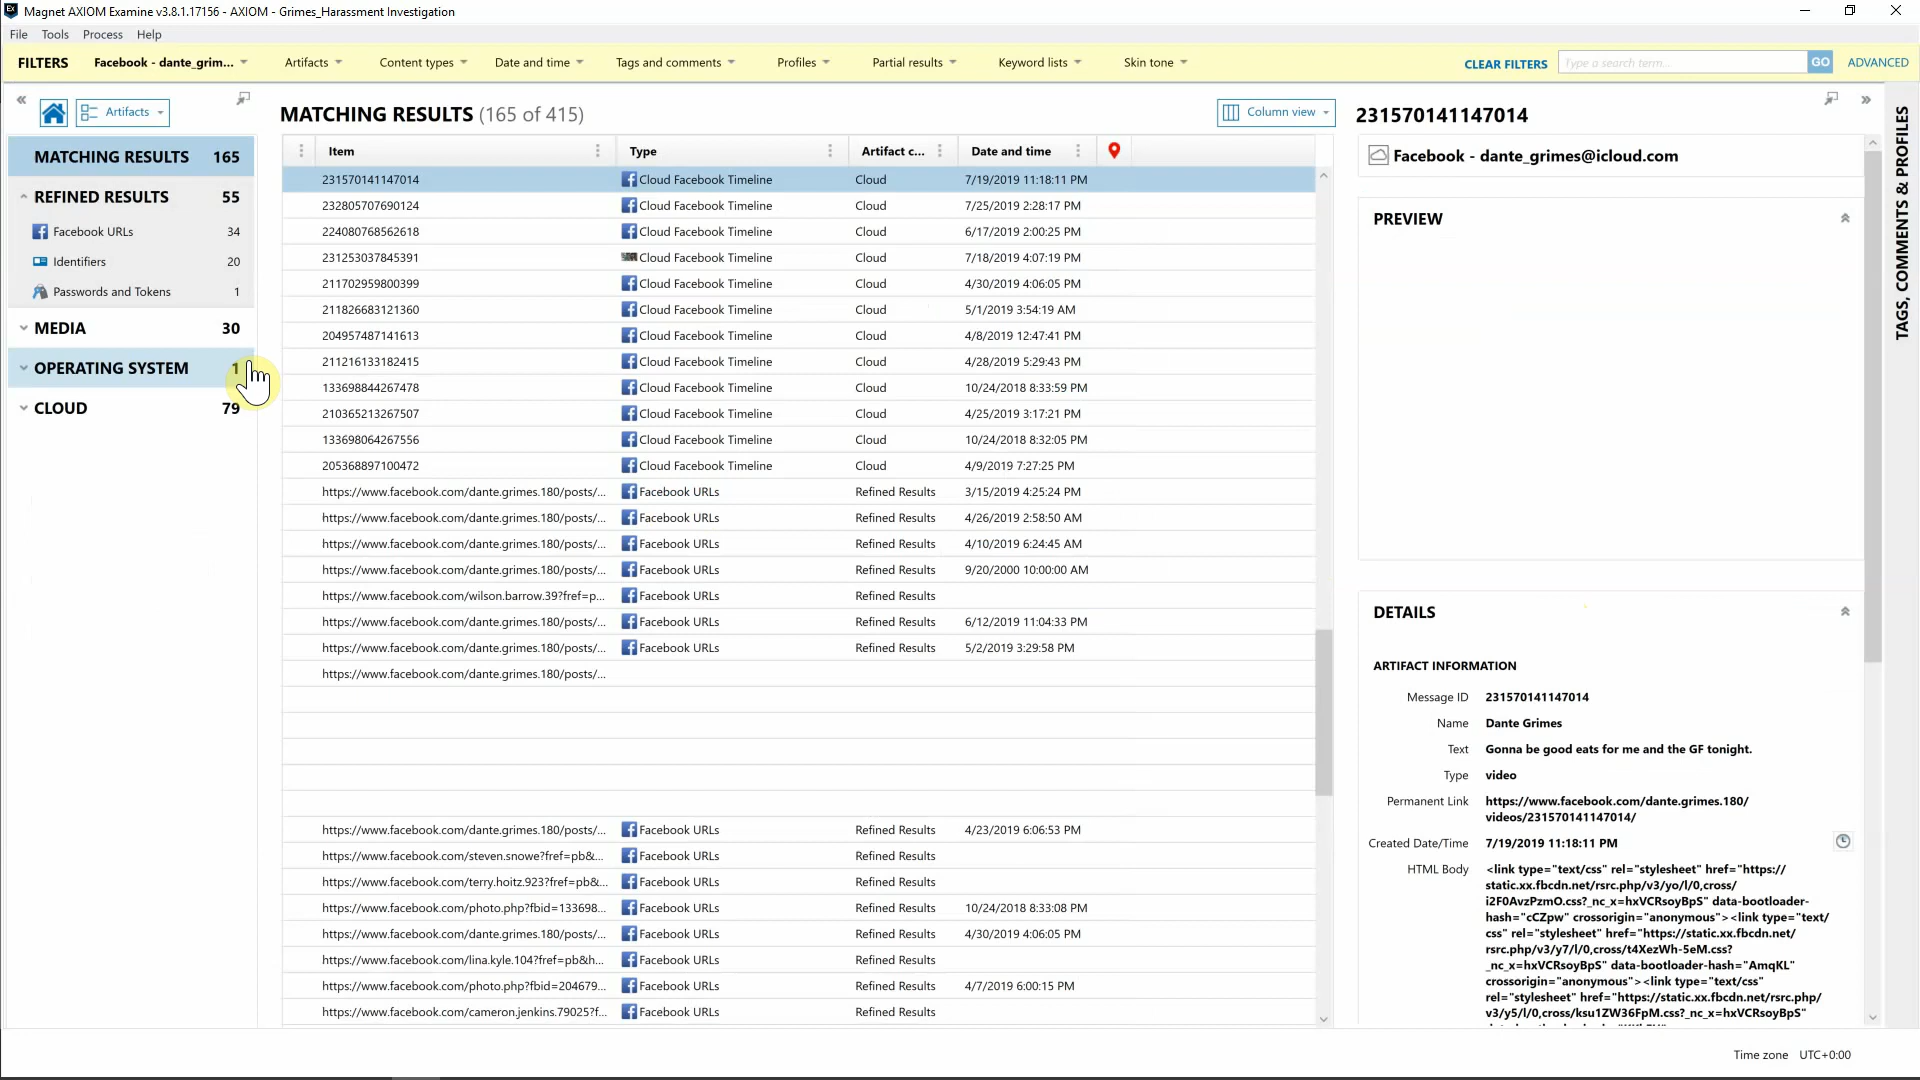 Magnet AXIOM Examine v3.8.1.17156 - AXIOM - Grimes_Harassment Investigation
File Tools Process Help
FILTERS Facebook - dante_grim... Artifacts Content types Date and time Tags and comments Profiles Partial results Keyword lists Skin tone CLEAR FILTERS Type a search term... GO ADVANCED
Artifacts
MATCHING RESULTS 165
REFINED RESULTS 55
Facebook URLs 34
Identifiers 20
Passwords and Tokens 1
MEDIA 30
OPERATING SYSTEM 1
CLOUD 79
MATCHING RESULTS (165 of 415)
Column view
Item Type Artifact c... Date and time
231570141147014 Cloud Facebook Timeline Cloud 7/19/2019 11:18:11 PM
232805707690124 Cloud Facebook Timeline Cloud 7/25/2019 2:28:17 PM
224080768562618 Cloud Facebook Timeline Cloud 6/17/2019 2:00:25 PM
231253037845391 Cloud Facebook Timeline Cloud 7/18/2019 4:07:19 PM
211702959800399 Cloud Facebook Timeline Cloud 4/30/2019 4:06:05 PM
211826683121360 Cloud Facebook Timeline Cloud 5/1/2019 3:54:19 AM
204957487141613 Cloud Facebook Timeline Cloud 4/8/2019 12:47:41 PM
211216133182415 Cloud Facebook Timeline Cloud 4/28/2019 5:29:43 PM
133698844267478 Cloud Facebook Timeline Cloud 10/24/2018 8:33:59 PM
210365213267507 Cloud Facebook Timeline Cloud 4/25/2019 3:17:21 PM
133698064267556 Cloud Facebook Timeline Cloud 10/24/2018 8:32:05 PM
205368897100472 Cloud Facebook Timeline Cloud 4/9/2019 7:27:25 PM
https://www.facebook.com/dante.grimes.180/posts/... Facebook URLs Refined Results 3/15/2019 4:25:24 PM
https://www.facebook.com/dante.grimes.180/posts/... Facebook URLs Refined Results 4/26/2019 2:58:50 AM
https://www.facebook.com/dante.grimes.180/posts/... Facebook URLs Refined Results 4/10/2019 6:24:45 AM
https://www.facebook.com/dante.grimes.180/posts/... Facebook URLs Refined Results 9/20/2000 10:00:00 AM
https://www.facebook.com/wilson.barrow.39?fref=p... Facebook URLs Refined Results
https://www.facebook.com/dante.grimes.180/posts/... Facebook URLs Refined Results 6/12/2019 11:04:33 PM
https://www.facebook.com/dante.grimes.180/posts/... Facebook URLs Refined Results 5/2/2019 3:29:58 PM
https://www.facebook.com/dante.grimes.180/posts/...
https://www.facebook.com/dante.grimes.180/posts/... Facebook URLs Refined Results 4/23/2019 6:06:53 PM
https://www.facebook.com/steven.snowe?fref=pb&... Facebook URLs Refined Results
https://www.facebook.com/terry.hoitz.923?fref=pb&... Facebook URLs Refined Results
https://www.facebook.com/photo.php?fbid=133698... Facebook URLs Refined Results 10/24/2018 8:33:08 PM
https://www.facebook.com/dante.grimes.180/posts/... Facebook URLs Refined Results 4/30/2019 4:06:05 PM
https://www.facebook.com/lina.kyle.104?fref=pb&h... Facebook URLs Refined Results
https://www.facebook.com/photo.php?fbid=204679... Facebook URLs Refined Results 4/7/2019 6:00:15 PM
https://www.facebook.com/cameron.jenkins.79025?f... Facebook URLs Refined Results
231570141147014
Facebook - dante_grimes@icloud.com
PREVIEW
DETAILS
ARTIFACT INFORMATION
Message ID 231570141147014
Name Dante Grimes
Text Gonna be good eats for me and the GF tonight.
Type video
Permanent Link https://www.facebook.com/dante.grimes.180/
videos/231570141147014/
Created Date/Time 7/19/2019 11:18:11 PM
HTML Body <link type="text/css" rel="stylesheet" href="https://
static.xx.fbcdn.net/rsrc.php/v3/yo/l/0,cross/
i2F0AvzPzmO.css?_nc_x=hxVCRsoyBpS" data-bootloader-
hash="cCZpw" crossorigin="anonymous"><link type="text/
css" rel="stylesheet" href="https://static.xx.fbcdn.net/
rsrc.php/v3/y7/l/0,cross/t4XezWh-5eM.css?
_nc_x=hxVCRsoyBpS" data-bootloader-hash="AmqKL"
crossorigin="anonymous"><link type="text/css"
rel="stylesheet" href="https://static.xx.fbcdn.net/rsrc.php/
v3/y5/l/0,cross/ksu1ZW36FpM.css?_nc_x=hxVCRsoyBpS"
TAGS, COMMENTS & PROFILES
Time zone UTC+0:00